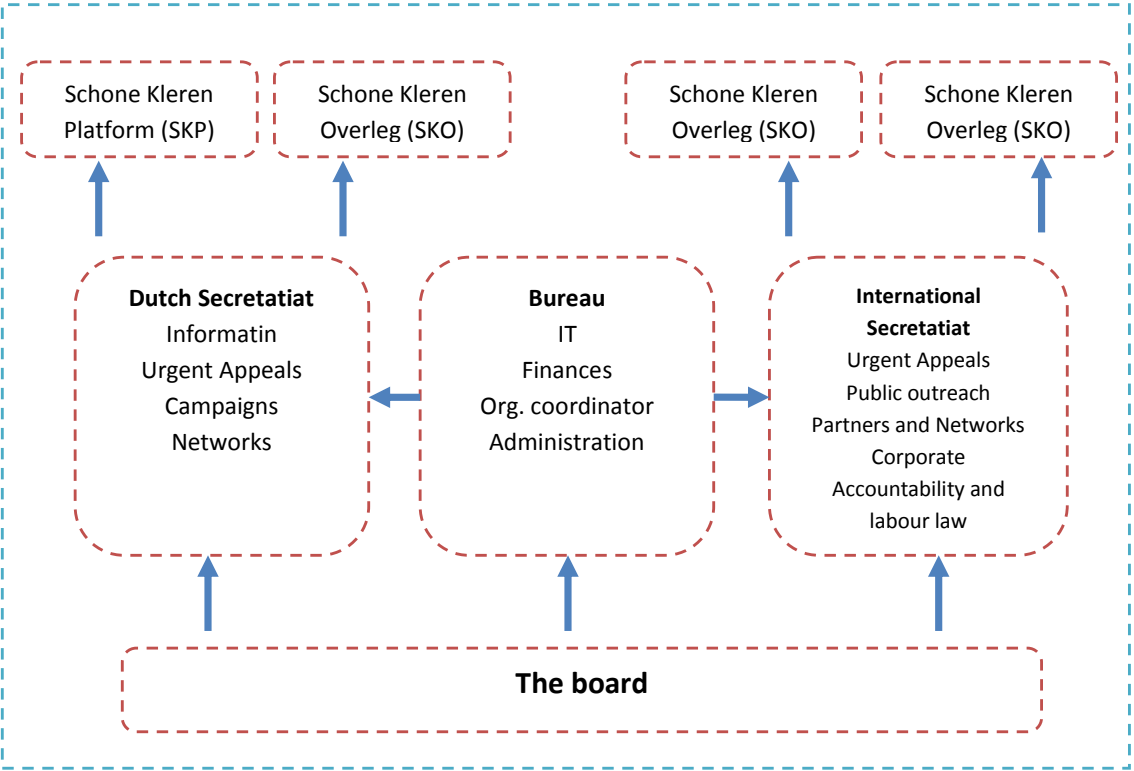 Schone Kleren
Platform (SKP)
Schone Kleren
Overleg (SKO)
Schone Kleren
Overleg (SKO)
Schone Kleren
Overleg (SKO)
Dutch Secretatiat
Informatin
Urgent Appeals
Campaigns
Networks
Bureau
IT
Finances
Org. coordinator
Administration
International
Secretatiat
Urgent Appeals
Public outreach
Partners and Networks
Corporate
Accountability and
labour law
The board